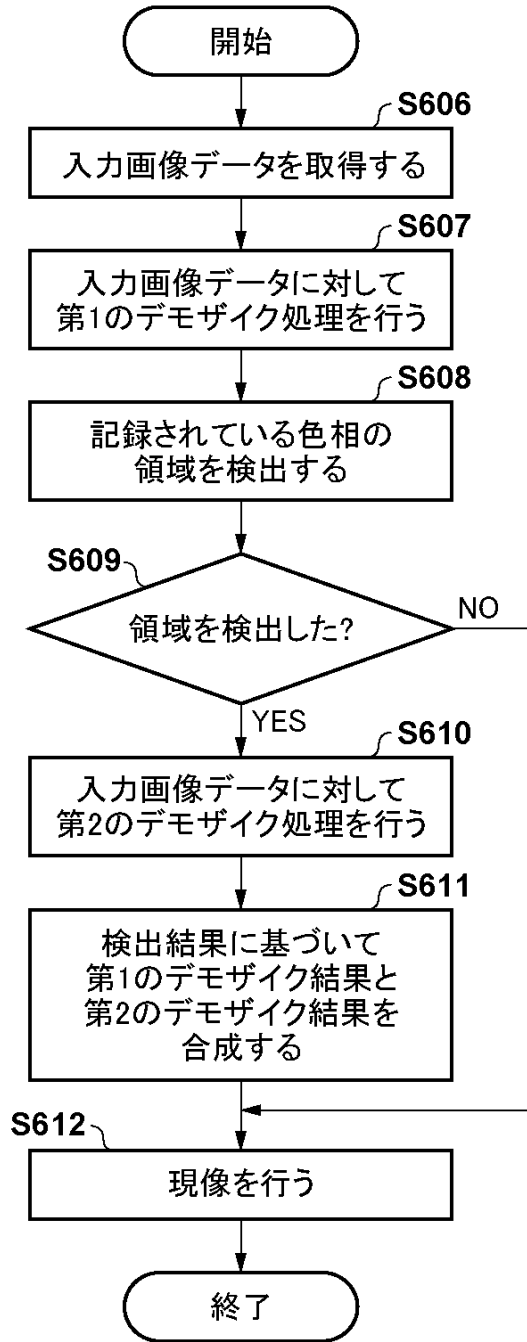 開始
S606
入力画像データを取得する
S607
入力画像データに対して
第1のデモザイク処理を行う
S608
記録されている色相の
領域を検出する
S609
領域を検出した?
NO
YES
S610
入力画像データに対して
第2のデモザイク処理を行う
S611
検出結果に基づいて
第1のデモザイク結果と
第2のデモザイク結果を
合成する
S612
現像を行う
終了